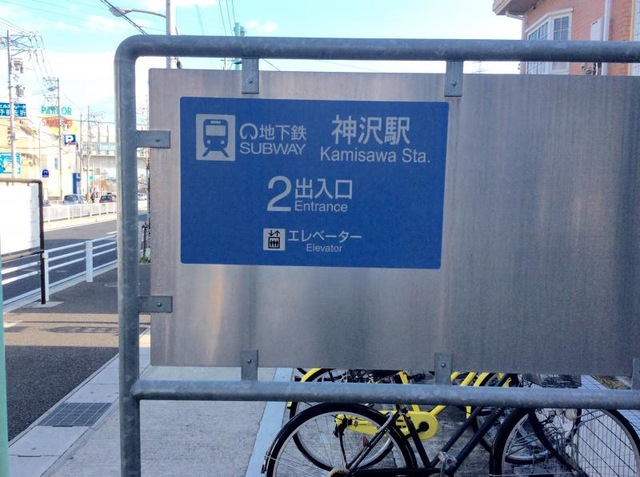 地下鉄
SUBWAY
神沢駅
Kamisawa Sta.
2 出入口
Entrance
エレベーター
Elevator
P